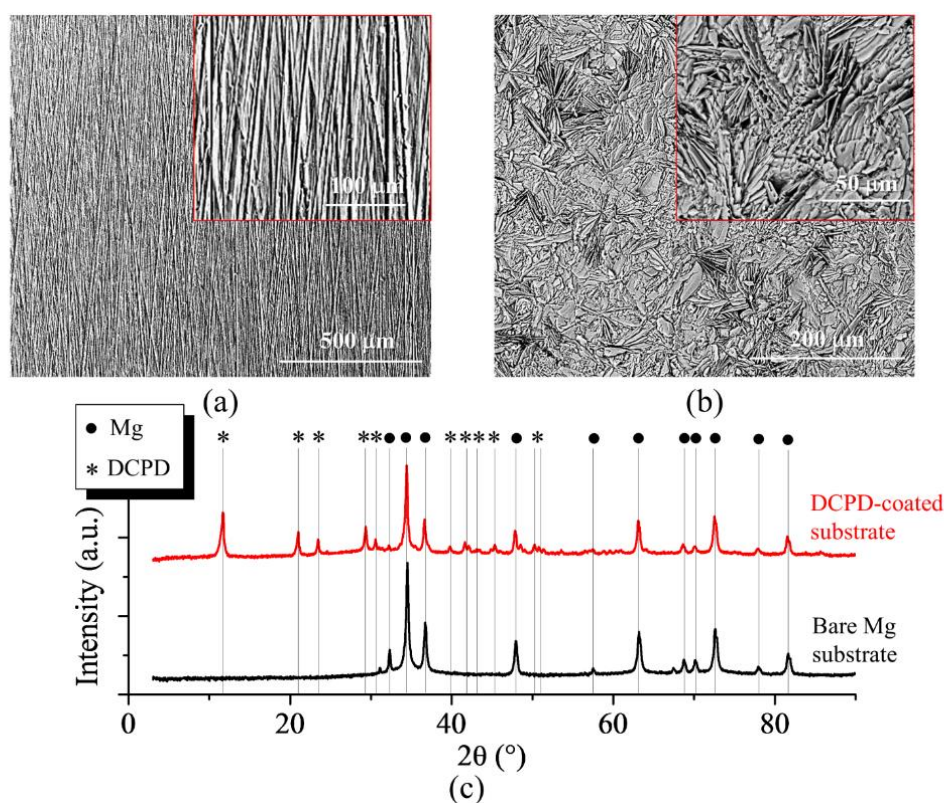 100 μm
500 μm
50 μm
200 μm
(a)
(b)
● Mg
* DCPD
* * * * * ● ● ● * * * * ● * ● ● ● ● ● ● ●
DCPD-coated
substrate
Bare Mg
substrate
Intensity (a.u.)
0 20 40 60 80
2θ (°)
(c)